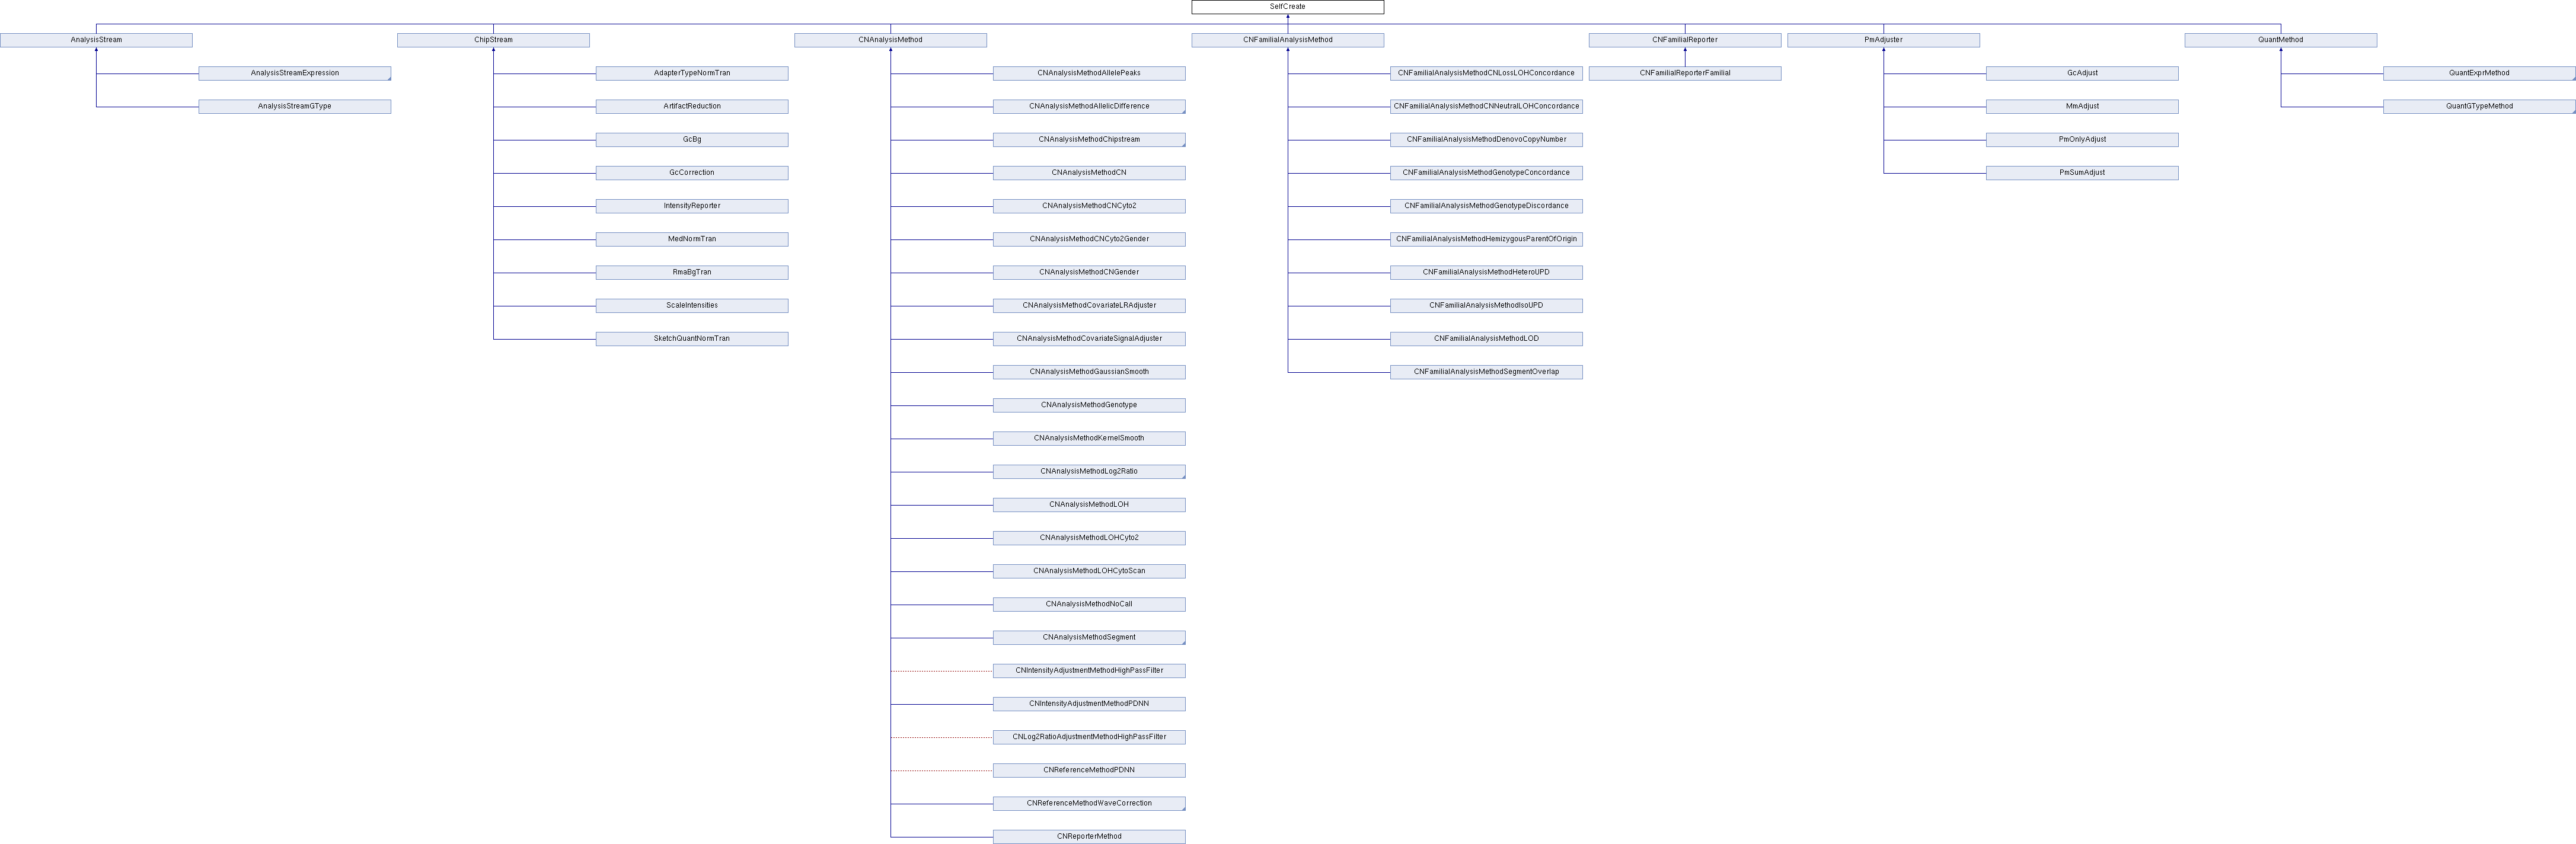 SelfCreate
AnalysisStream
ChipStream
CNAnalysisMethod
CNFamilialAnalysisMethod
CNFamilialReporter
PmAdjuster
QuantMethod
AnalysisStreamExpression
AnalysisStreamGType
AdapterTypeNormTran
ArtifactReduction
GcBg
GcCorrection
IntensityReporter
MedNormTran
RmaBgTran
ScaleIntensities
SketchQuantNormTran
CNAnalysisMethodAllelePeaks
CNAnalysisMethodAllelicDifference
CNAnalysisMethodChipstream
CNAnalysisMethodCN
CNAnalysisMethodCNCyto2
CNAnalysisMethodCNCyto2Gender
CNAnalysisMethodCNGender
CNAnalysisMethodCovariateLRAdjuster
CNAnalysisMethodCovariateSignalAdjuster
CNAnalysisMethodGaussianSmooth
CNAnalysisMethodGenotype
CNAnalysisMethodKernelSmooth
CNAnalysisMethodLog2Ratio
CNAnalysisMethodLOH
CNAnalysisMethodLOHCyto2
CNAnalysisMethodLOHCytoScan
CNAnalysisMethodNoCall
CNAnalysisMethodSegment
CNIntensityAdjustmentMethodHighPassFilter
CNIntensityAdjustmentMethodPDNN
CNLog2RatioAdjustmentMethodHighPassFilter
CNReferenceMethodPDNN
CNReferenceMethodWaveCorrection
CNReporterMethod
CNFamilialAnalysisMethodCNLossLOHConcordance
CNFamilialAnalysisMethodCNNeutralLOHConcordance
CNFamilialAnalysisMethodDenovoCopyNumber
CNFamilialAnalysisMethodGenotypeConcordance
CNFamilialAnalysisMethodGenotypeDiscordance
CNFamilialAnalysisMethodHemizygousParentOfOrigin
CNFamilialAnalysisMethodHeteroUPD
CNFamilialAnalysisMethodIsoUPD
CNFamilialAnalysisMethodLOD
CNFamilialAnalysisMethodSegmentOverlap
CNFamilialReporterFamilial
GcAdjust
MmAdjust
PmOnlyAdjust
PmSumAdjust
QuantExprMethod
QuantGTypeMethod